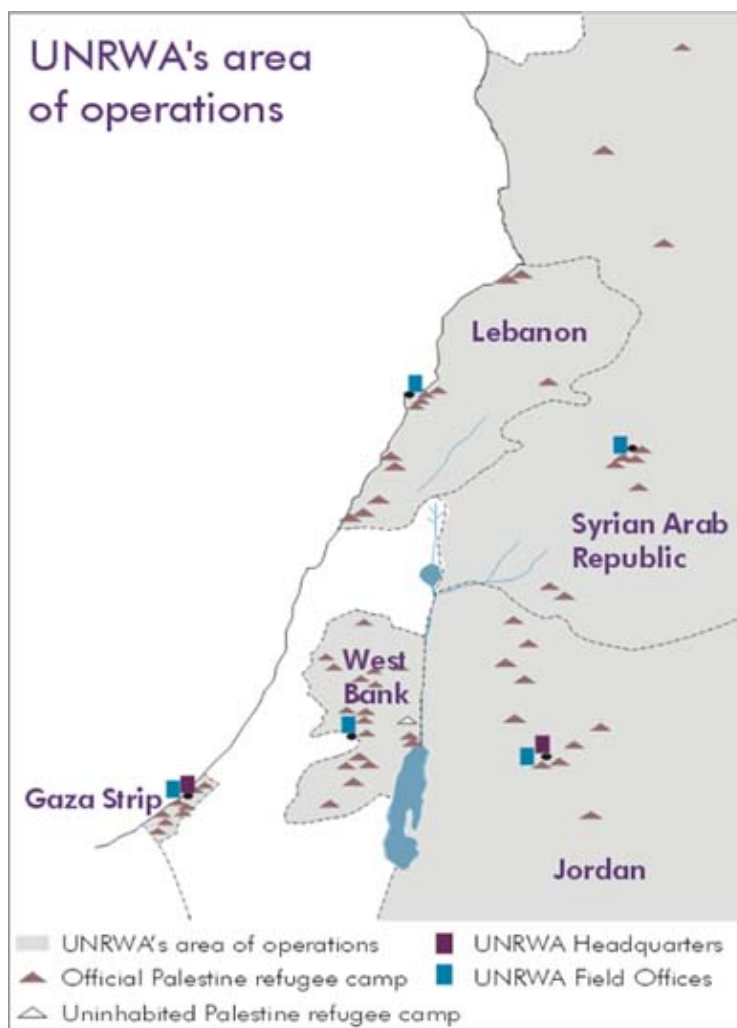 UNRWA's area
of operations
Lebanon
Syrian Arab
Republic
West
Bank
Gaza Strip
Jordan
UNRWA's area of operations
UNRWA Headquarters
Official Palestine refugee camp
UNRWA Field Offices
Uninhabited Palestine refugee camp